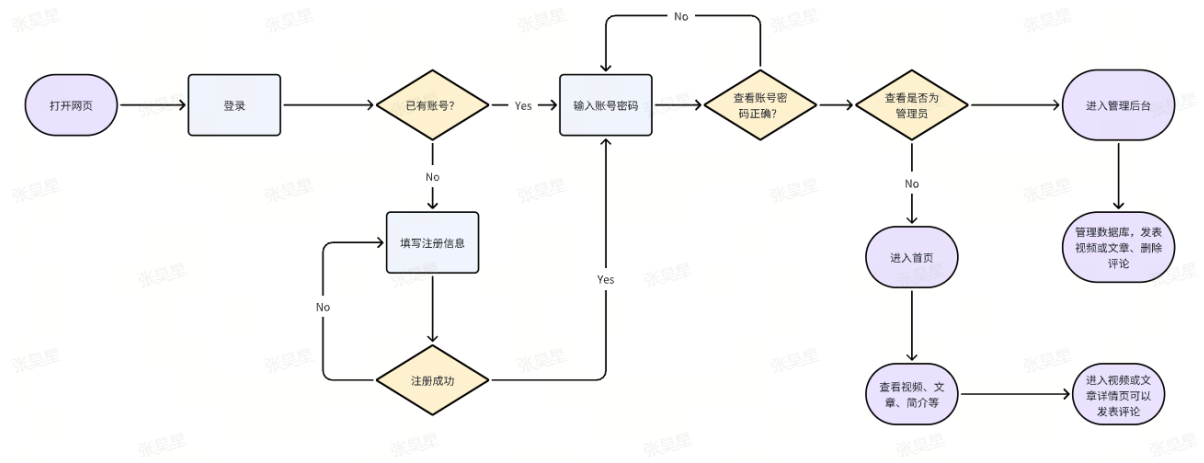 No
打开网页
登录
已有账号？
Yes
输入账号密码
查看账号密
码正确？
查看是否为
管理员
进入管理后台
No
No
填写注册信息
进入首页
管理数据库，发表
视频或文章、删除
评论
Yes
No
注册成功
查看视频、文
章、简介等
进入视频或文
章详情页可以
发表评论